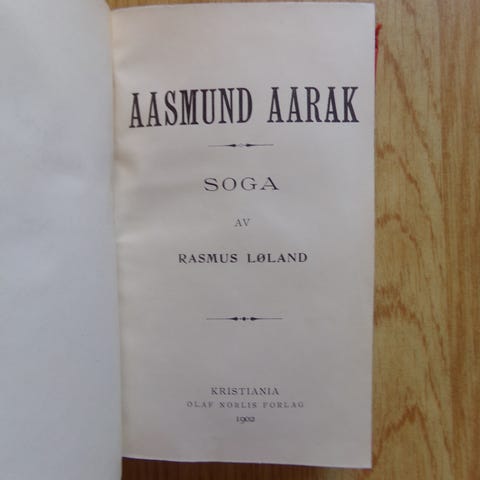 AASMUND AARAK
SOGA
AV
RASMUS LØLAND
KRISTIANIA
OLAF NORLIS FORLAG
1902